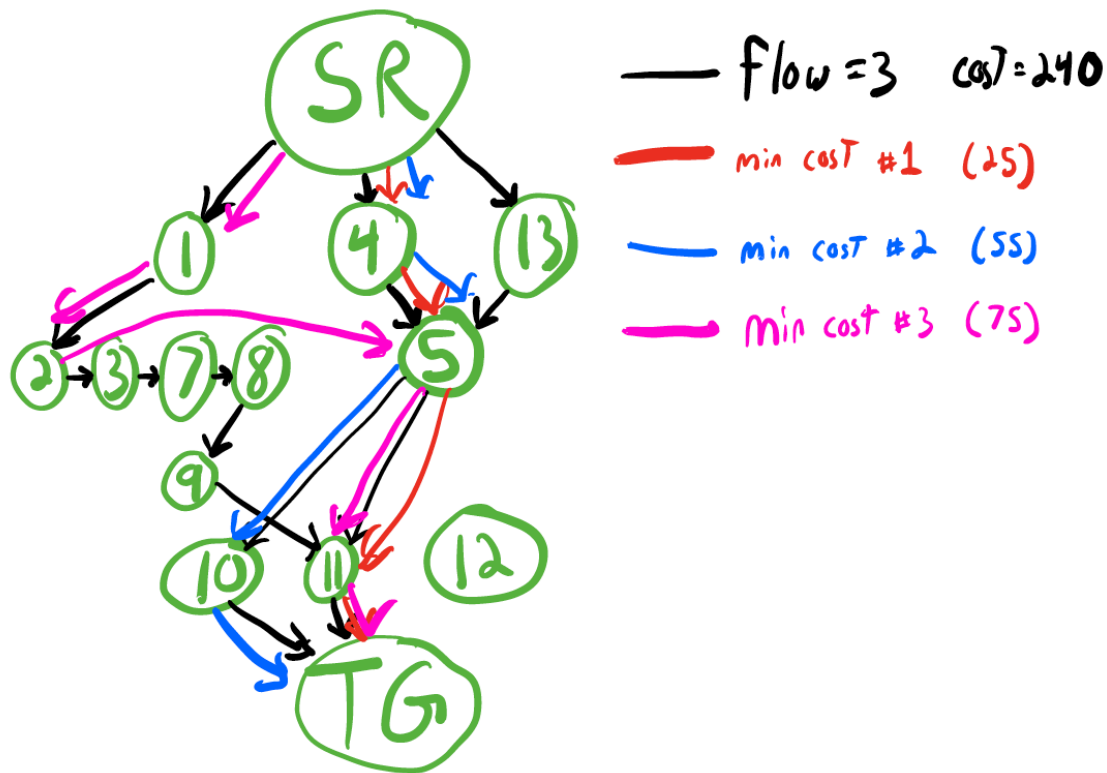 SR
flow = 3 cost = 240
min cost #1 (25)
1
4
13
min cost #2 (55)
min cost #3 (75)
2
3
7
8
5
9
10
11
12
TG